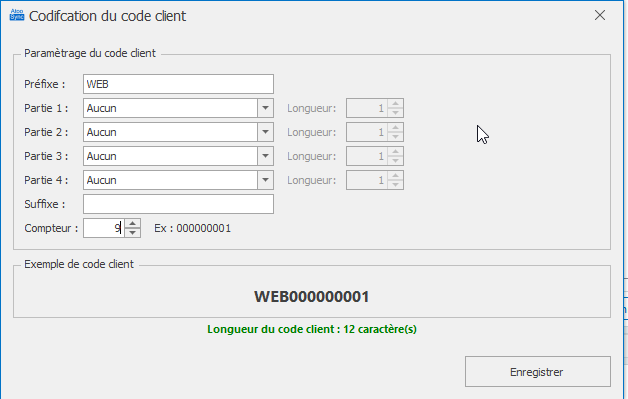 Atoo Sync Codifcation du code client
Paramètrage du code client
Préfixe : WEB
Partie 1 : Aucun Longueur: 1
Partie 2 : Aucun Longueur: 1
Partie 3 : Aucun Longueur: 1
Partie 4 : Aucun Longueur: 1
Suffixe :
Compteur : 9 Ex : 000000001
Exemple de code client
WEB000000001
Longueur du code client : 12 caractère(s)
Enregistrer